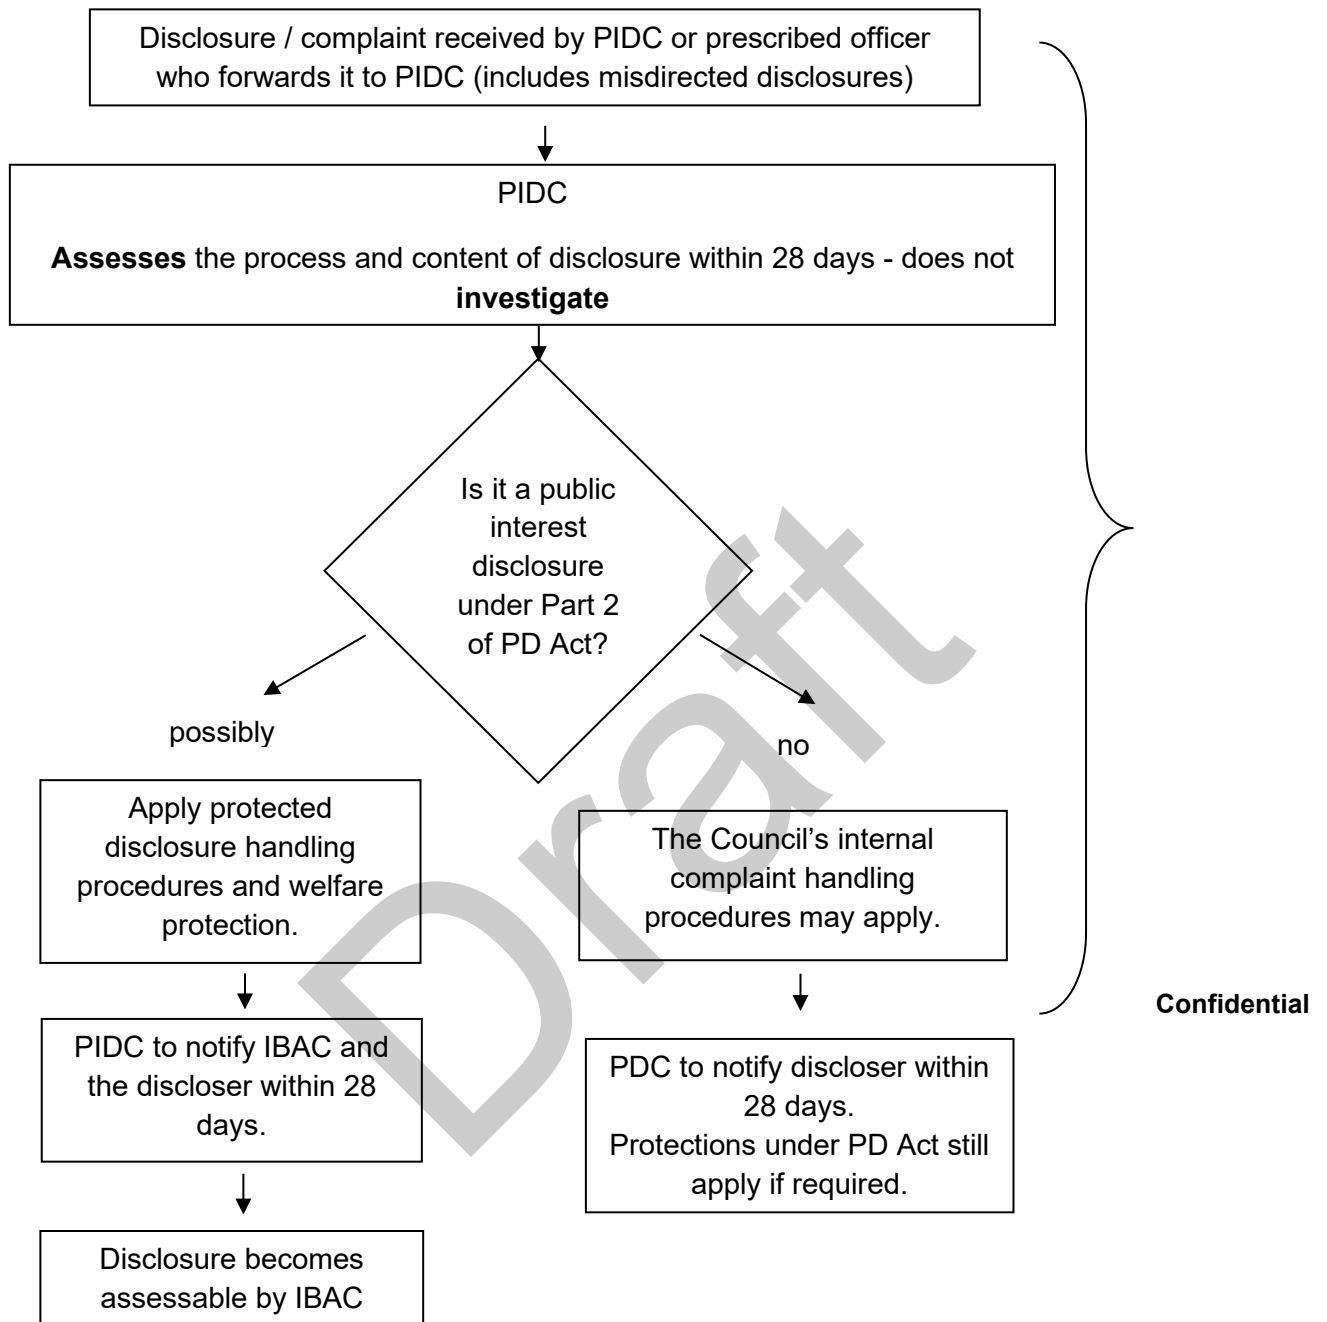 Disclosure / complaint received by PIDC or prescribed officer
who forwards it to PIDC (includes misdirected disclosures)
PIDC
Assesses the process and content of disclosure within 28 days - does not
investigate
Is it a public
interest
disclosure
under Part 2
of PD Act?
possibly
no
Apply protected
disclosure handling
procedures and welfare
protection.
The Council’s internal
complaint handling
procedures may apply.
Confidential
PIDC to notify IBAC and
the discloser within 28
days.
PDC to notify discloser within
28 days.
Protections under PD Act still
apply if required.
Disclosure becomes
assessable by IBAC
Draft